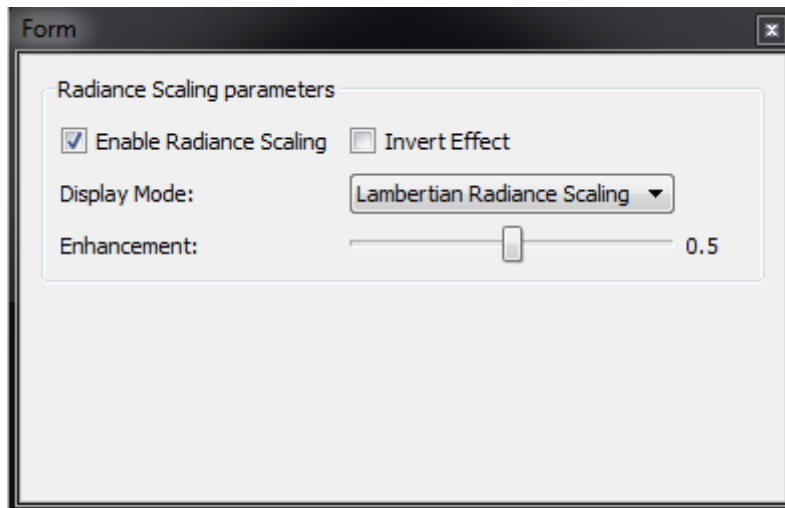 Form
Radiance Scaling parameters
Enable Radiance Scaling Invert Effect
Display Mode: Lambertian Radiance Scaling
Enhancement: 0.5